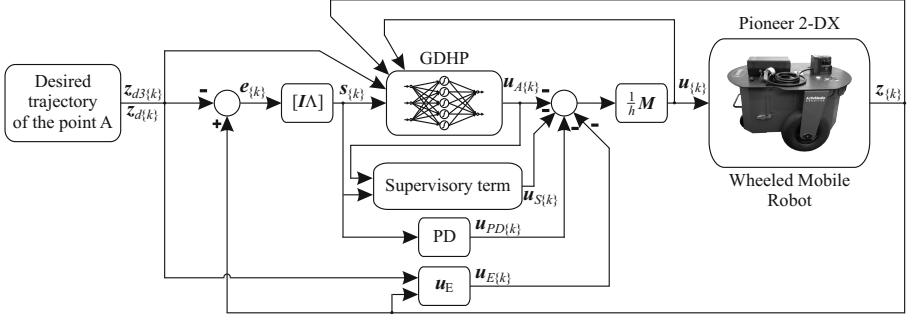 Pioneer 2-DX
GDHP
Desired
trajectory
of the point A
z_{d3{k}}
z_{d{k}}
-
+
e_{{k}}
[IΛ]
s_{{k}}
u_{A{k}}
-
-
-
-
1/h M
u_{{k}}
z_{{k}}
Supervisory term
u_{S{k}}
Wheeled Mobile
Robot
PD
u_{PD{k}}
u_E
u_{E{k}}